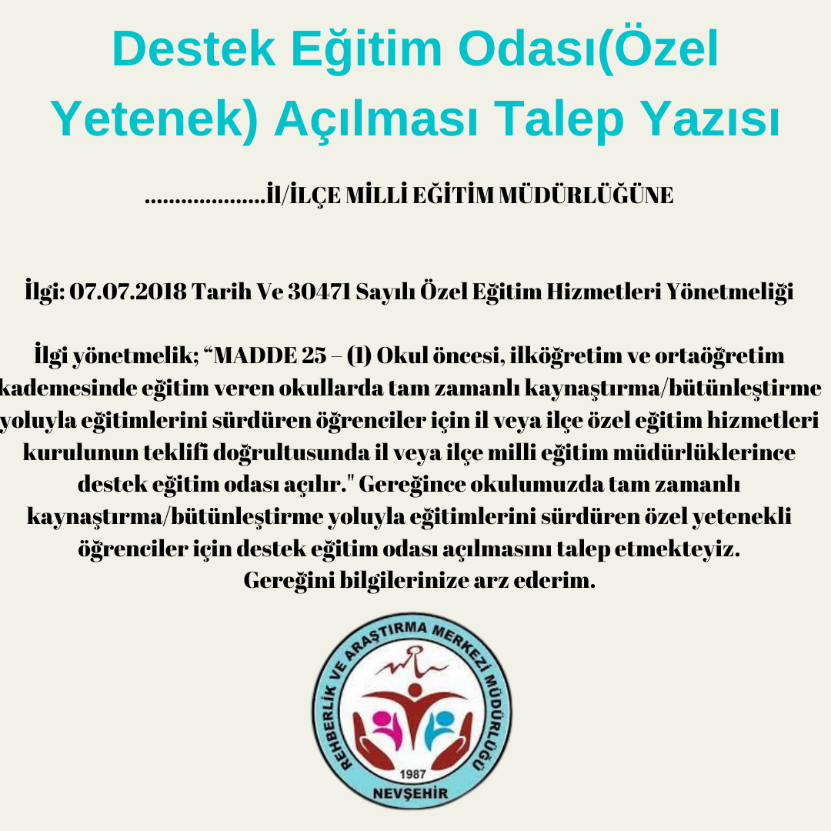 Destek Eğitim Odası(Özel
Yetenek) Açılması Talep Yazısı
....................İl/İLÇE MİLLİ EĞİTİM MÜDÜRLÜĞÜNE
İlgi: 07.07.2018 Tarih Ve 30471 Sayılı Özel Eğitim Hizmetleri Yönetmeliği
İlgi yönetmelik; “MADDE 25 – (1) Okul öncesi, ilköğretim ve ortaöğretim
kademesinde eğitim veren okullarda tam zamanlı kaynaştırma/bütünleştirme
yoluyla eğitimlerini sürdüren öğrenciler için il veya ilçe özel eğitim hizmetleri
kurulunun teklifi doğrultusunda il veya ilçe milli eğitim müdürlüklerince
destek eğitim odası açılır." Gereğince okulumuzda tam zamanlı
kaynaştırma/bütünleştirme yoluyla eğitimlerini sürdüren özel yetenekli
öğrenciler için destek eğitim odası açılmasını talep etmekteyiz.
Gereğini bilgilerinize arz ederim.
REHBERLİK VE ARAŞTIRMA MERKEZİ MÜDÜRLÜĞÜ
1987
NEVŞEHİR